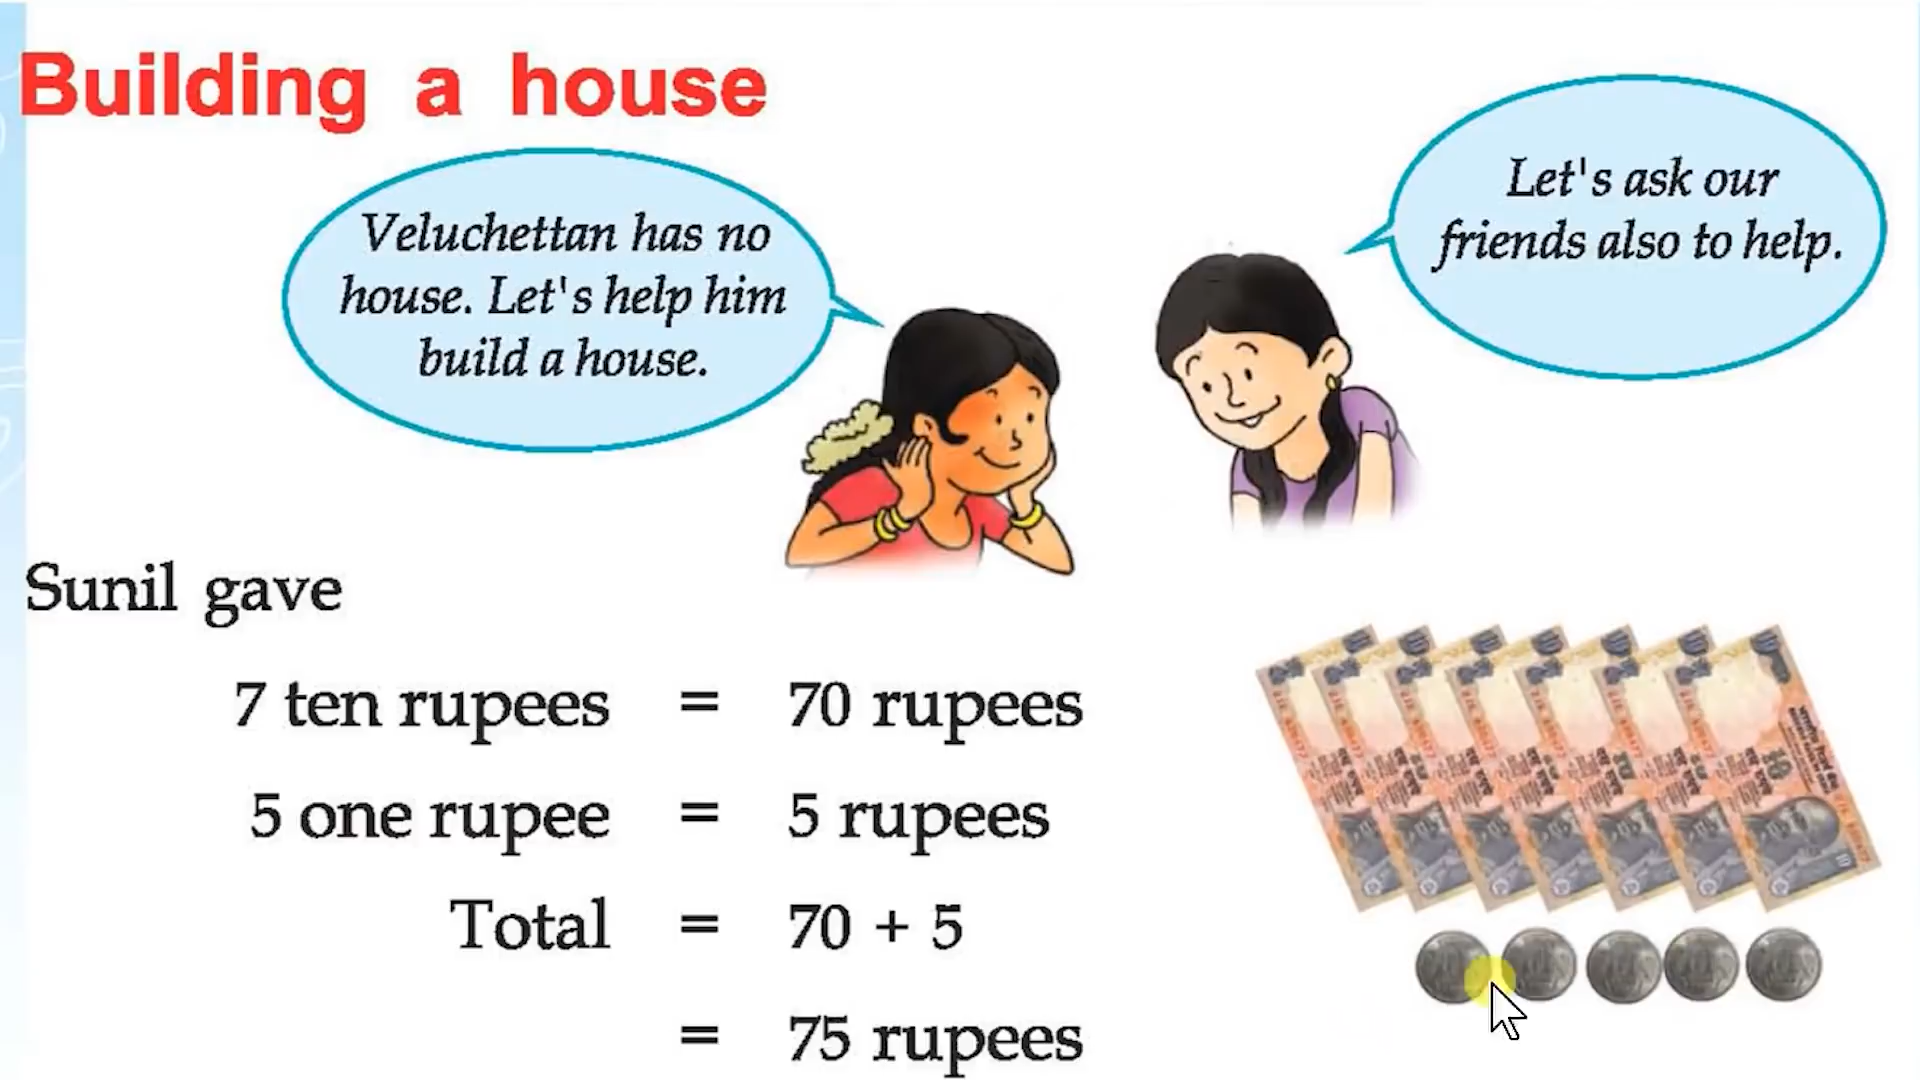 Building a house
Veluchettan has no
house. Let's help him
build a house.
Let's ask our
friends also to help.
Sunil gave
7 ten rupees = 70 rupees
5 one rupee = 5 rupees
Total = 70 + 5
= 75 rupees